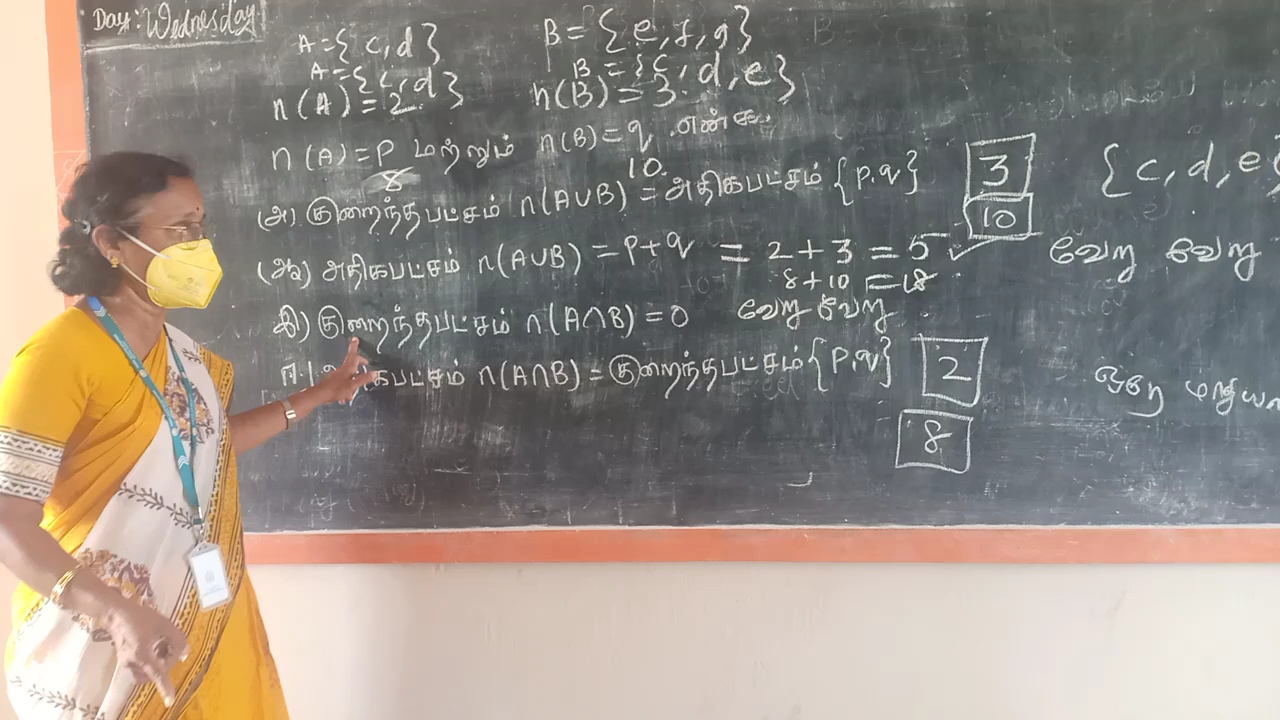 Day: Wednesday
A = {c, d} B = {e, f, g}
A = {c, d} B = {c, d, e}
n(A) = 2 n(B) = 3
n(A) = P மற்றும் n(B) = q என்க.
8 10.
(அ) குறைந்தபட்சம் n(A∪B) = அதிகபட்சம் {P, q} 3 {c, d, e}
10
(ஆ) அதிகபட்சம் n(A∪B) = P + q = 2 + 3 = 5 ✓ வேறு வேறு
8 + 10 = 18
இ) குறைந்தபட்சம் n(A∩B) = 0 வேறு வேறு
அதிகபட்சம் n(A∩B) = குறைந்தபட்சம் {P, q} 2 ஒரே
8